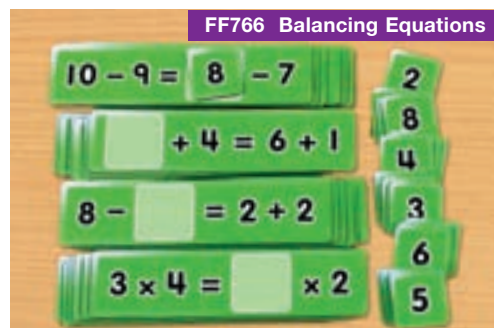 FF766 Balancing Equations
10 - 9 = 8 - 7
+ 4 = 6 + 1
8 - = 2 + 2
3 × 4 = × 2
2
8
4
3
6
5